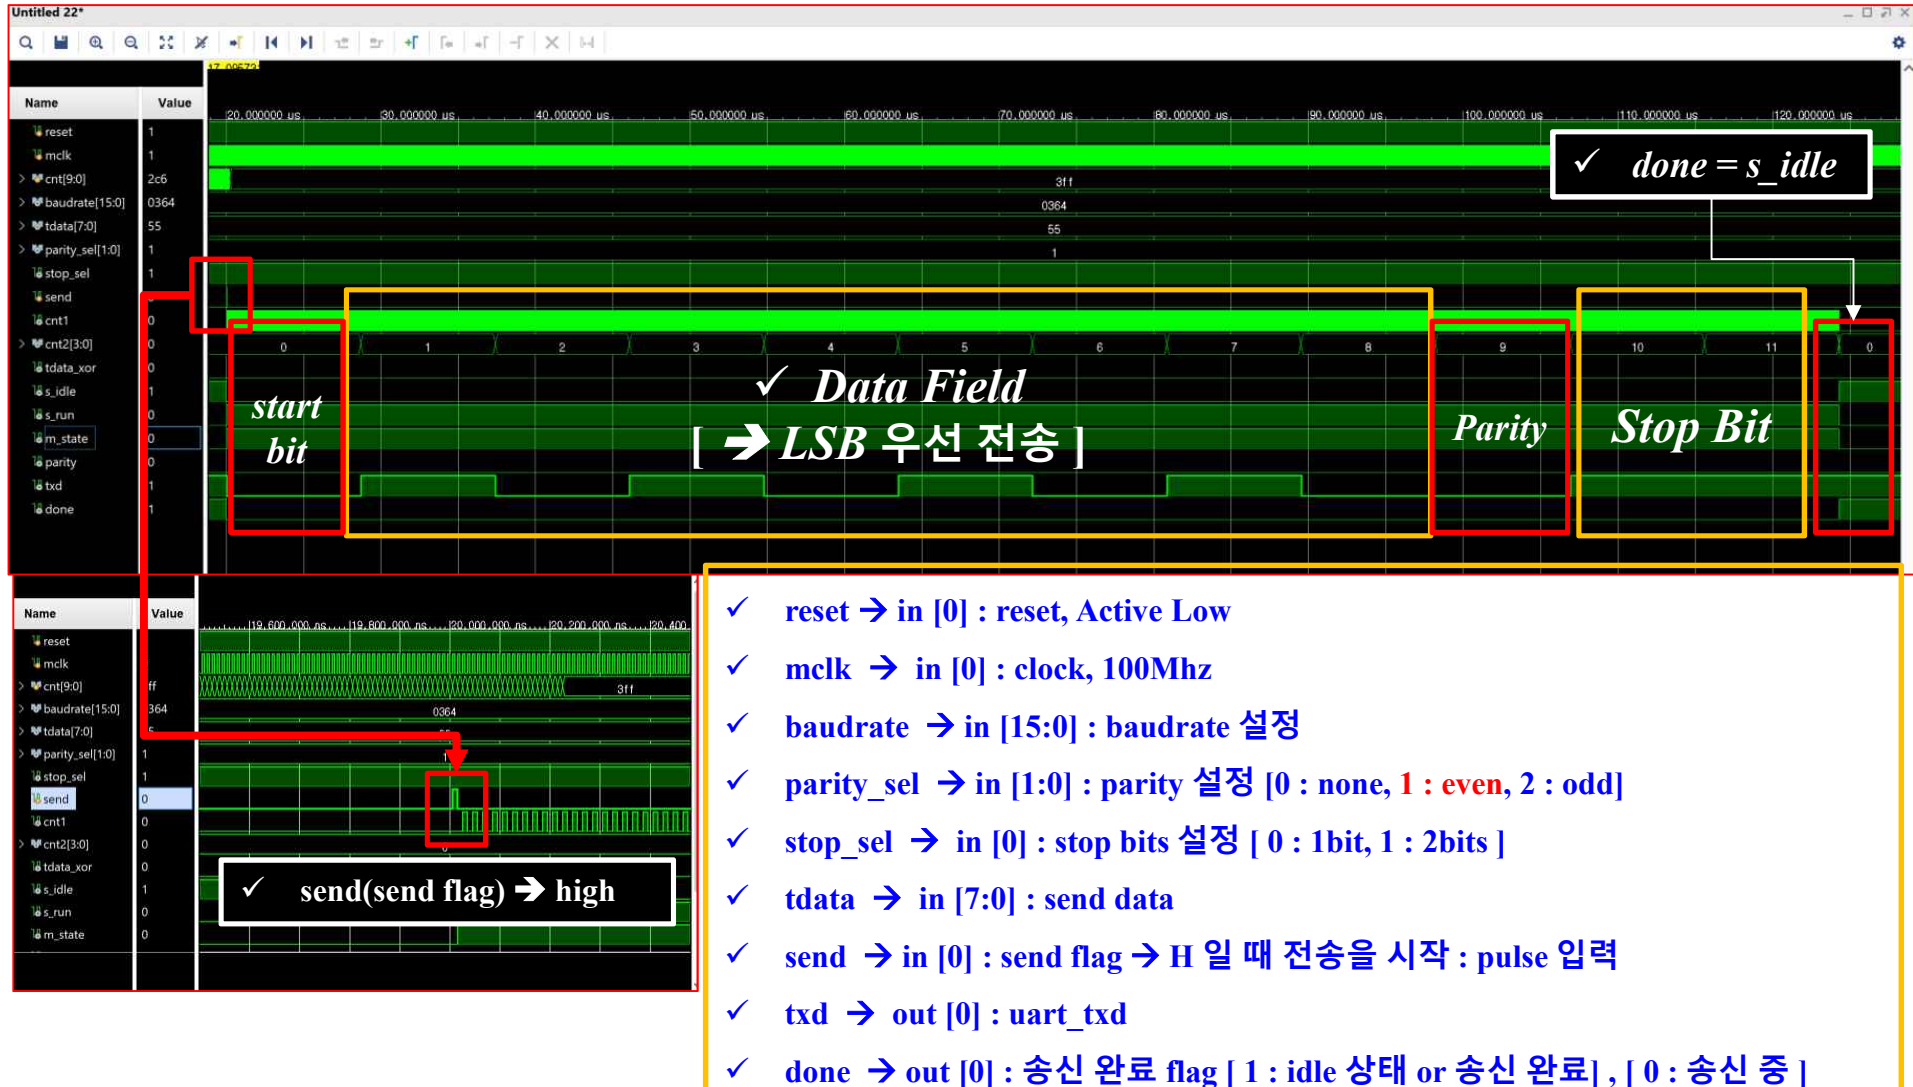 Untitled 22*
17.09573
Name Value
20.000000 us 30.000000 us 40.000000 us 50.000000 us 60.000000 us 70.000000 us 80.000000 us 90.000000 us 100.000000 us 110.000000 us 120.000000 us
reset 1
mclk 1
✓ done = s_idle
cnt[9:0] 2c6 3ff
baudrate[15:0] 0364 0364
tdata[7:0] 55 55
parity_sel[1:0] 1 1
stop_sel 1
send
cnt1 0
cnt2[3:0] 0 0 1 2 3 4 5 6 7 8 9 10 11 0
tdata_xor 0
s_idle 1
s_run 0
m_state 0
parity 0
txd 1
done 1
start
bit
✓ Data Field
[ ➔ LSB 우선 전송 ]
Parity
Stop Bit
Name Value
19,600.000 ns 19,800.000 ns 20,000.000 ns 20,200.000 ns 20,400
reset
mclk
cnt[9:0] ff 3ff
baudrate[15:0] 364 0364
tdata[7:0]
parity_sel[1:0] 1 1
stop_sel 1
send 0
cnt1 0
cnt2[3:0] 0 0
tdata_xor 0
s_idle 1
s_run 0
m_state 0
✓ send(send flag) ➔ high
✓ reset → in [0] : reset, Active Low
✓ mclk → in [0] : clock, 100Mhz
✓ baudrate → in [15:0] : baudrate 설정
✓ parity_sel → in [1:0] : parity 설정 [0 : none, 1 : even, 2 : odd]
✓ stop_sel → in [0] : stop bits 설정 [ 0 : 1bit, 1 : 2bits ]
✓ tdata → in [7:0] : send data
✓ send → in [0] : send flag → H 일 때 전송을 시작 : pulse 입력
✓ txd → out [0] : uart_txd
✓ done → out [0] : 송신 완료 flag [ 1 : idle 상태 or 송신 완료] , [ 0 : 송신 중 ]